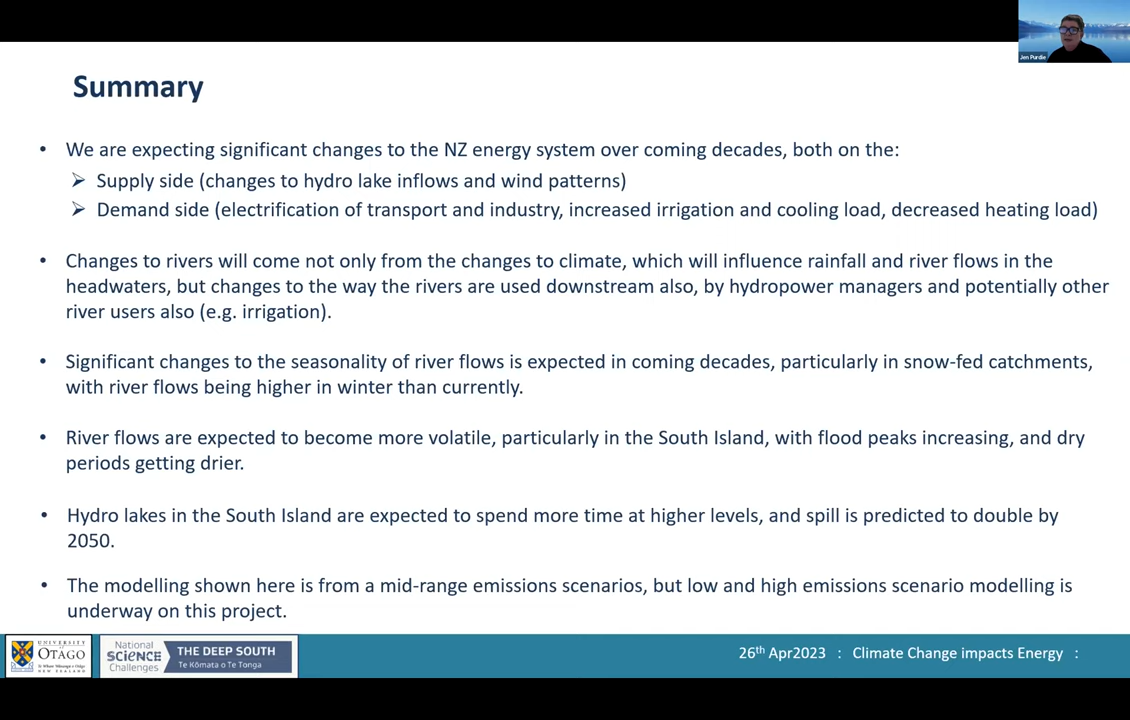 Jen Purdie
Summary
• We are expecting significant changes to the NZ energy system over coming decades, both on the:
➢ Supply side (changes to hydro lake inflows and wind patterns)
➢ Demand side (electrification of transport and industry, increased irrigation and cooling load, decreased heating load)
• Changes to rivers will come not only from the changes to climate, which will influence rainfall and river flows in the
headwaters, but changes to the way the rivers are used downstream also, by hydropower managers and potentially other
river users also (e.g. irrigation).
• Significant changes to the seasonality of river flows is expected in coming decades, particularly in snow-fed catchments,
with river flows being higher in winter than currently.
• River flows are expected to become more volatile, particularly in the South Island, with flood peaks increasing, and dry
periods getting drier.
• Hydro lakes in the South Island are expected to spend more time at higher levels, and spill is predicted to double by
2050.
• The modelling shown here is from a mid-range emissions scenarios, but low and high emissions scenario modelling is
underway on this project.
UNIVERSITY
of
OTAGO
NEW ZEALAND
National
SCIENCE
Challenges
THE DEEP SOUTH
Te Kōmata o Te Tonga
26th Apr2023 : Climate Change impacts Energy :